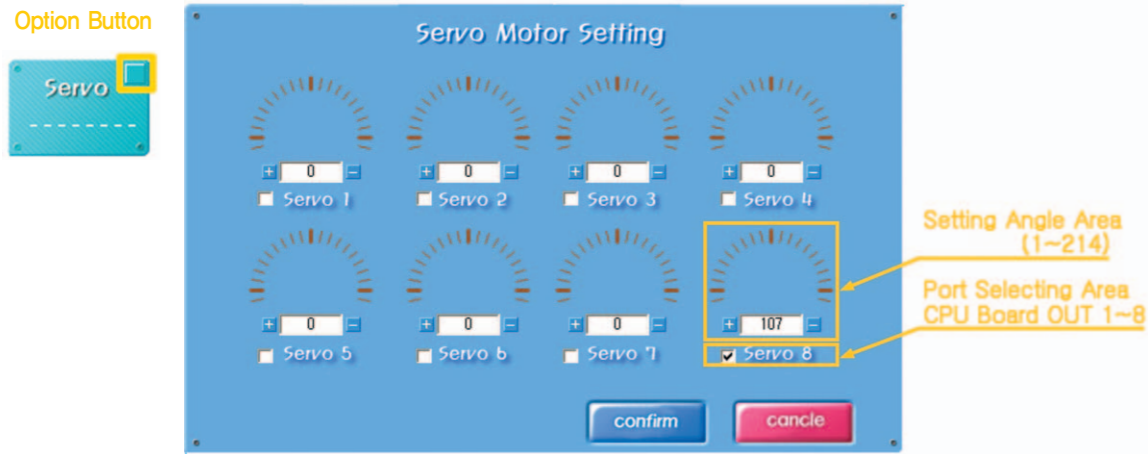 Option Button
Servo
Servo Motor Setting
+ 0 - + 0 - + 0 - + 0 -
Servo 1 Servo 2 Servo 3 Servo 4
+ 0 - + 0 - + 0 - + 107 -
Servo 5 Servo 6 Servo 7 Servo 8
confirm cancle
Setting Angle Area
(1~214)
Port Selecting Area
CPU Board OUT 1~8